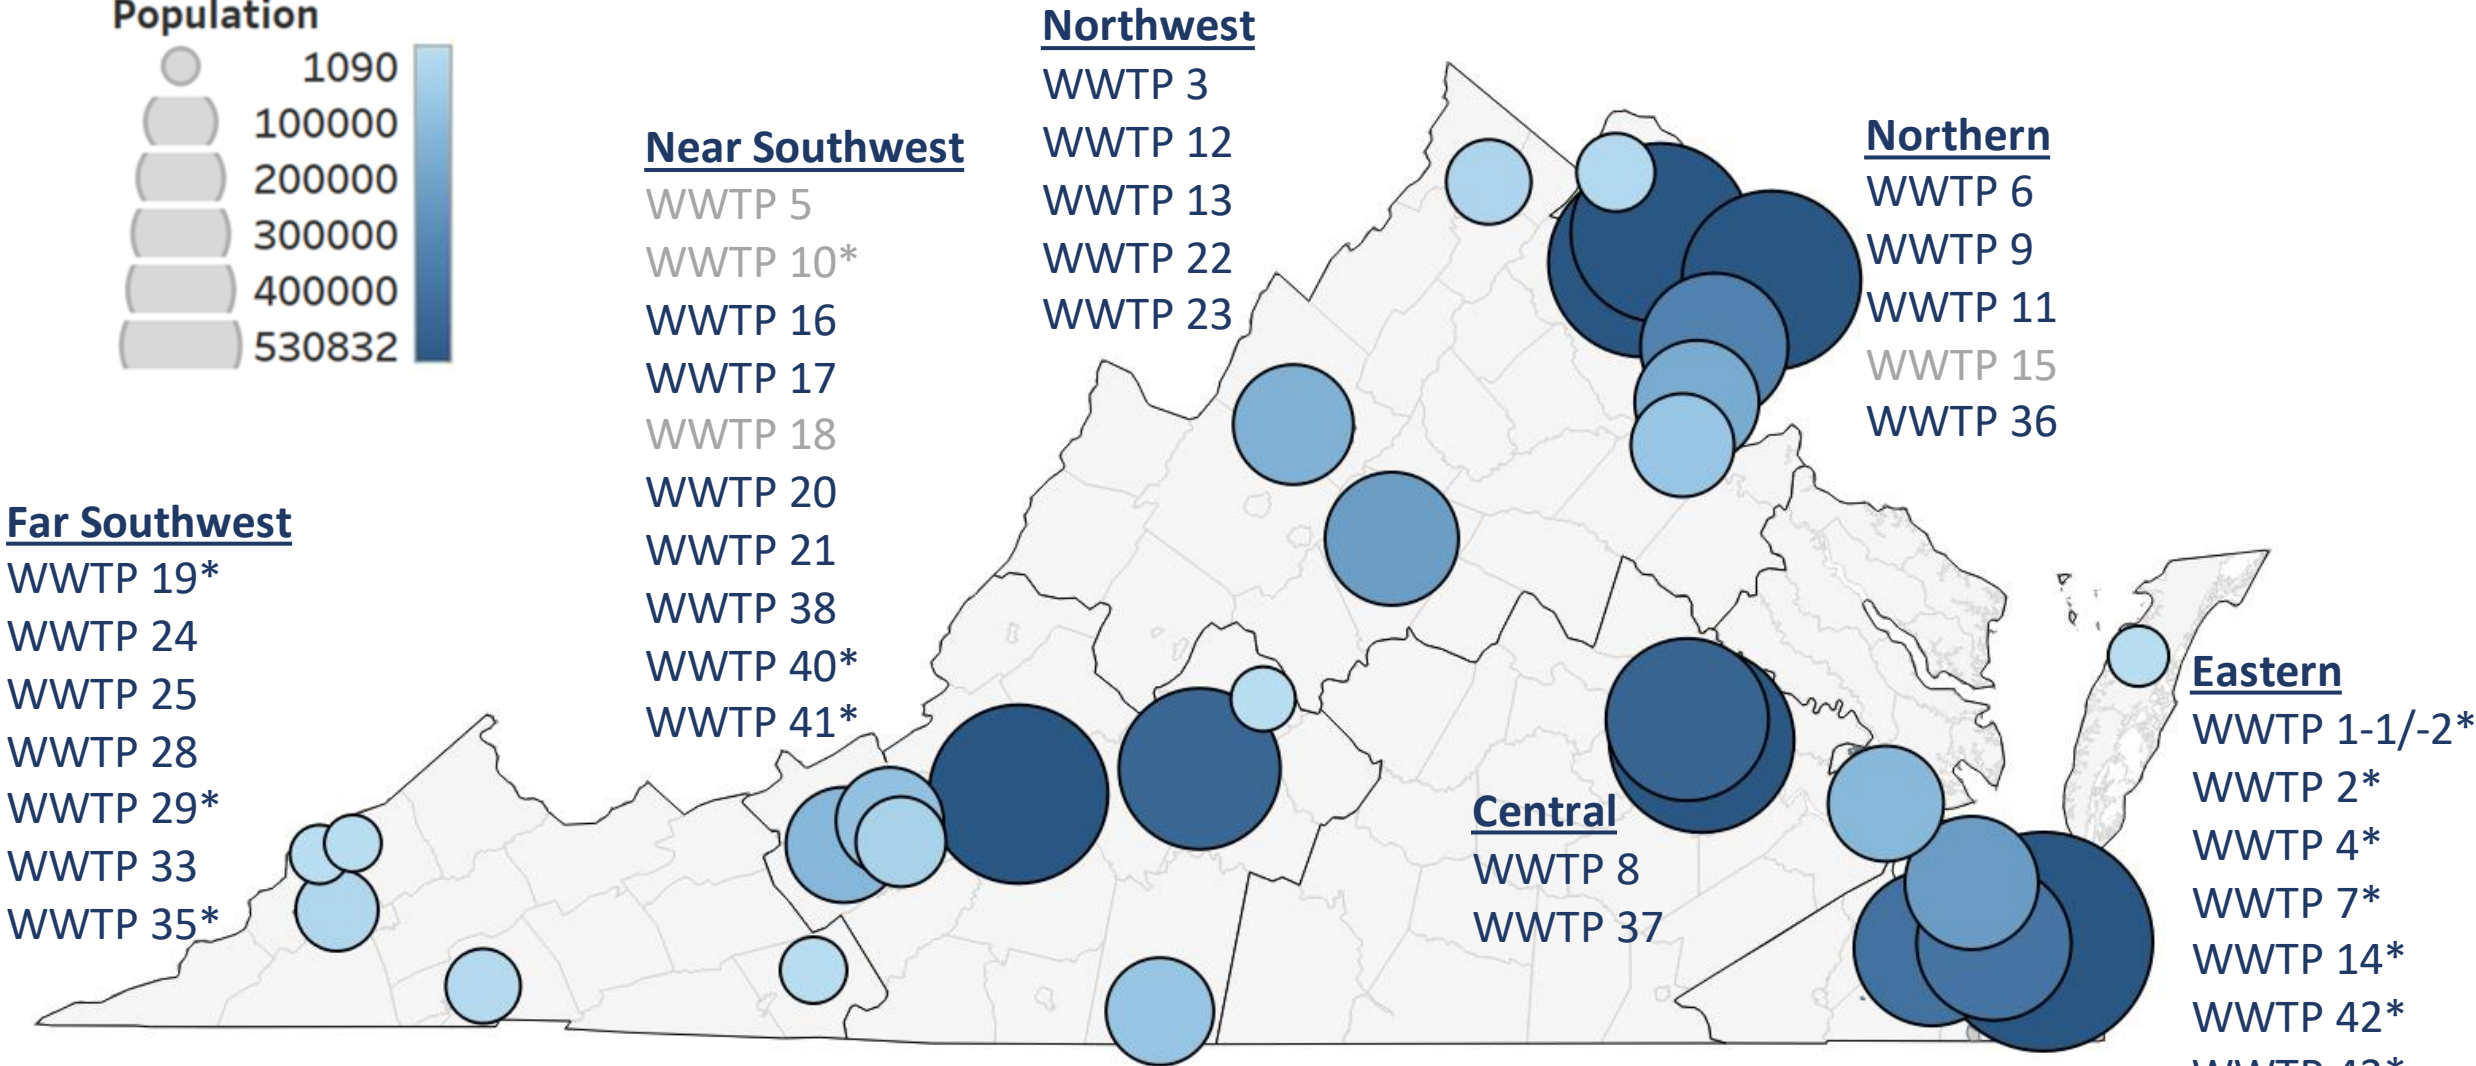 Population
1090
100000
200000
300000
400000
530832
Far Southwest
WWTP 19*
WWTP 24
WWTP 25
WWTP 28
WWTP 29*
WWTP 33
WWTP 35*
Near Southwest
WWTP 5
WWTP 10*
WWTP 16
WWTP 17
WWTP 18
WWTP 20
WWTP 21
WWTP 38
WWTP 40*
WWTP 41*
Northwest
WWTP 3
WWTP 12
WWTP 13
WWTP 22
WWTP 23
Northern
WWTP 6
WWTP 9
WWTP 11
WWTP 15
WWTP 36
Central
WWTP 8
WWTP 37
Eastern
WWTP 1-1/-2*
WWTP 2*
WWTP 4*
WWTP 7*
WWTP 14*
WWTP 42*